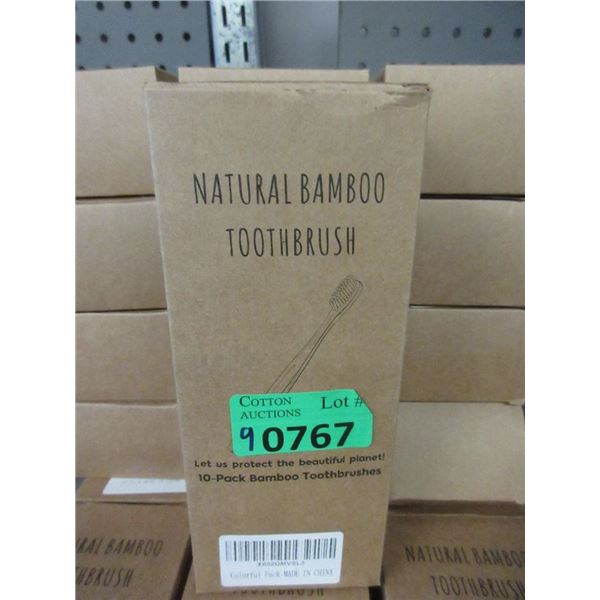 NATURAL BAMBOO
TOOTHBRUSH
COTTON
AUCTIONS
Lot #
90767
Let us protect the beautiful planet!
10-Pack Bamboo Toothbrushes
Colorful Pack MADE IN CHINA
NATURAL BAMBOO
TOOTHBRUSH
NATURAL BAMBOO
TOOTHBRUSH